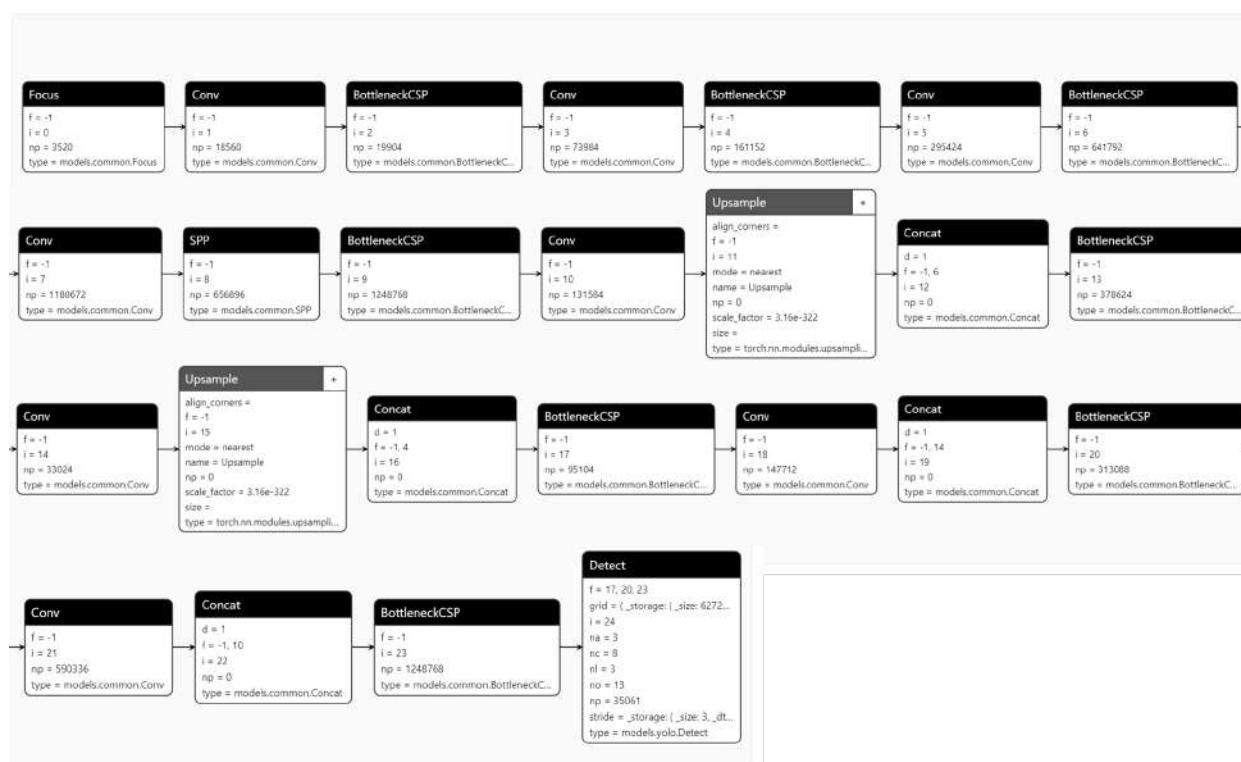 Focus
f = -1
i = 0
np = 3520
type = models.common.Focus
Conv
f = -1
i = 1
np = 18560
type = models.common.Conv
BottleneckCSP
f = -1
i = 2
np = 19904
type = models.common.BottleneckC...
Conv
f = -1
i = 3
np = 73984
type = models.common.Conv
BottleneckCSP
f = -1
i = 4
np = 161152
type = models.common.BottleneckC...
Conv
f = -1
i = 5
np = 295424
type = models.common.Conv
BottleneckCSP
f = -1
i = 6
np = 641792
type = models.common.BottleneckC...
Conv
f = -1
i = 7
np = 1180672
type = models.common.Conv
SPP
f = -1
i = 8
np = 656896
type = models.common.SPP
BottleneckCSP
f = -1
i = 9
np = 1248768
type = models.common.BottleneckC...
Conv
f = -1
i = 10
np = 131584
type = models.common.Conv
Upsample +
align_corners =
f = -1
i = 11
mode = nearest
name = Upsample
np = 0
scale_factor = 3.16e-322
size =
type = torch.nn.modules.upsampli...
Concat
d = 1
f = -1, 6
i = 12
np = 0
type = models.common.Concat
BottleneckCSP
f = -1
i = 13
np = 378624
type = models.common.BottleneckC...
Conv
f = -1
i = 14
np = 33024
type = models.common.Conv
Upsample +
align_corners =
f = -1
i = 15
mode = nearest
name = Upsample
np = 0
scale_factor = 3.16e-322
size =
type = torch.nn.modules.upsampli...
Concat
d = 1
f = -1, 4
i = 16
np = 0
type = models.common.Concat
BottleneckCSP
f = -1
i = 17
np = 95104
type = models.common.BottleneckC...
Conv
f = -1
i = 18
np = 147712
type = models.common.Conv
Concat
d = 1
f = -1, 14
i = 19
np = 0
type = models.common.Concat
BottleneckCSP
f = -1
i = 20
np = 313088
type = models.common.BottleneckC...
Conv
f = -1
i = 21
np = 590336
type = models.common.Conv
Concat
d = 1
f = -1, 10
i = 22
np = 0
type = models.common.Concat
BottleneckCSP
f = -1
i = 23
np = 1248768
type = models.common.BottleneckC...
Detect
f = 17, 20, 23
grid = { _storage: { _size: 6272...
i = 24
na = 3
nc = 8
nl = 3
no = 13
np = 35061
stride = _storage: { _size: 3, _dt...
type = models.yolo.Detect